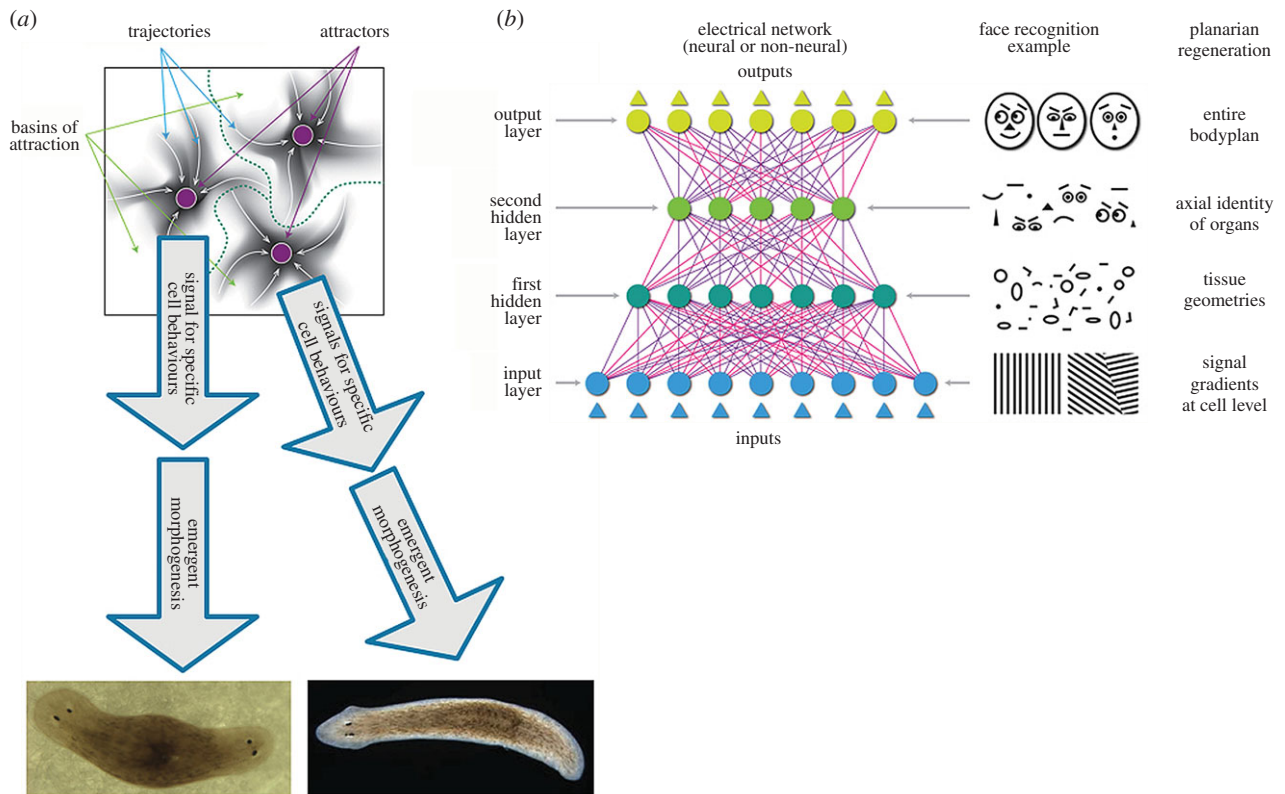 (a)
trajectories
attractors
basins of
attraction
signal for specific
cell behaviours
signals for specific
cell behaviours
emergent
morphogenesis
emergent
morphogenesis
(b)
electrical network
(neural or non-neural)
outputs
face recognition
example
planarian
regeneration
output
layer
entire
bodyplan
second
hidden
layer
axial identity
of organs
first
hidden
layer
tissue
geometries
input
layer
signal
gradients
at cell level
inputs